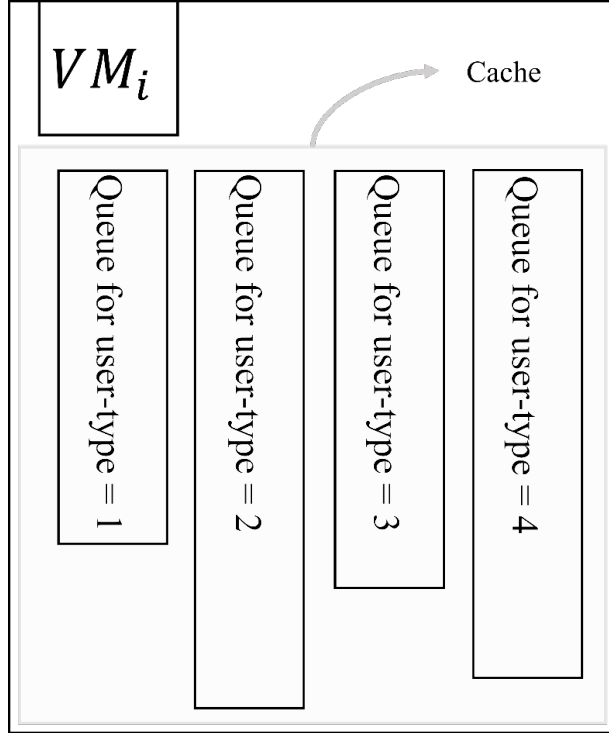 VM_i
Cache
Queue for user-type = 1
Queue for user-type = 2
Queue for user-type = 3
Queue for user-type = 4